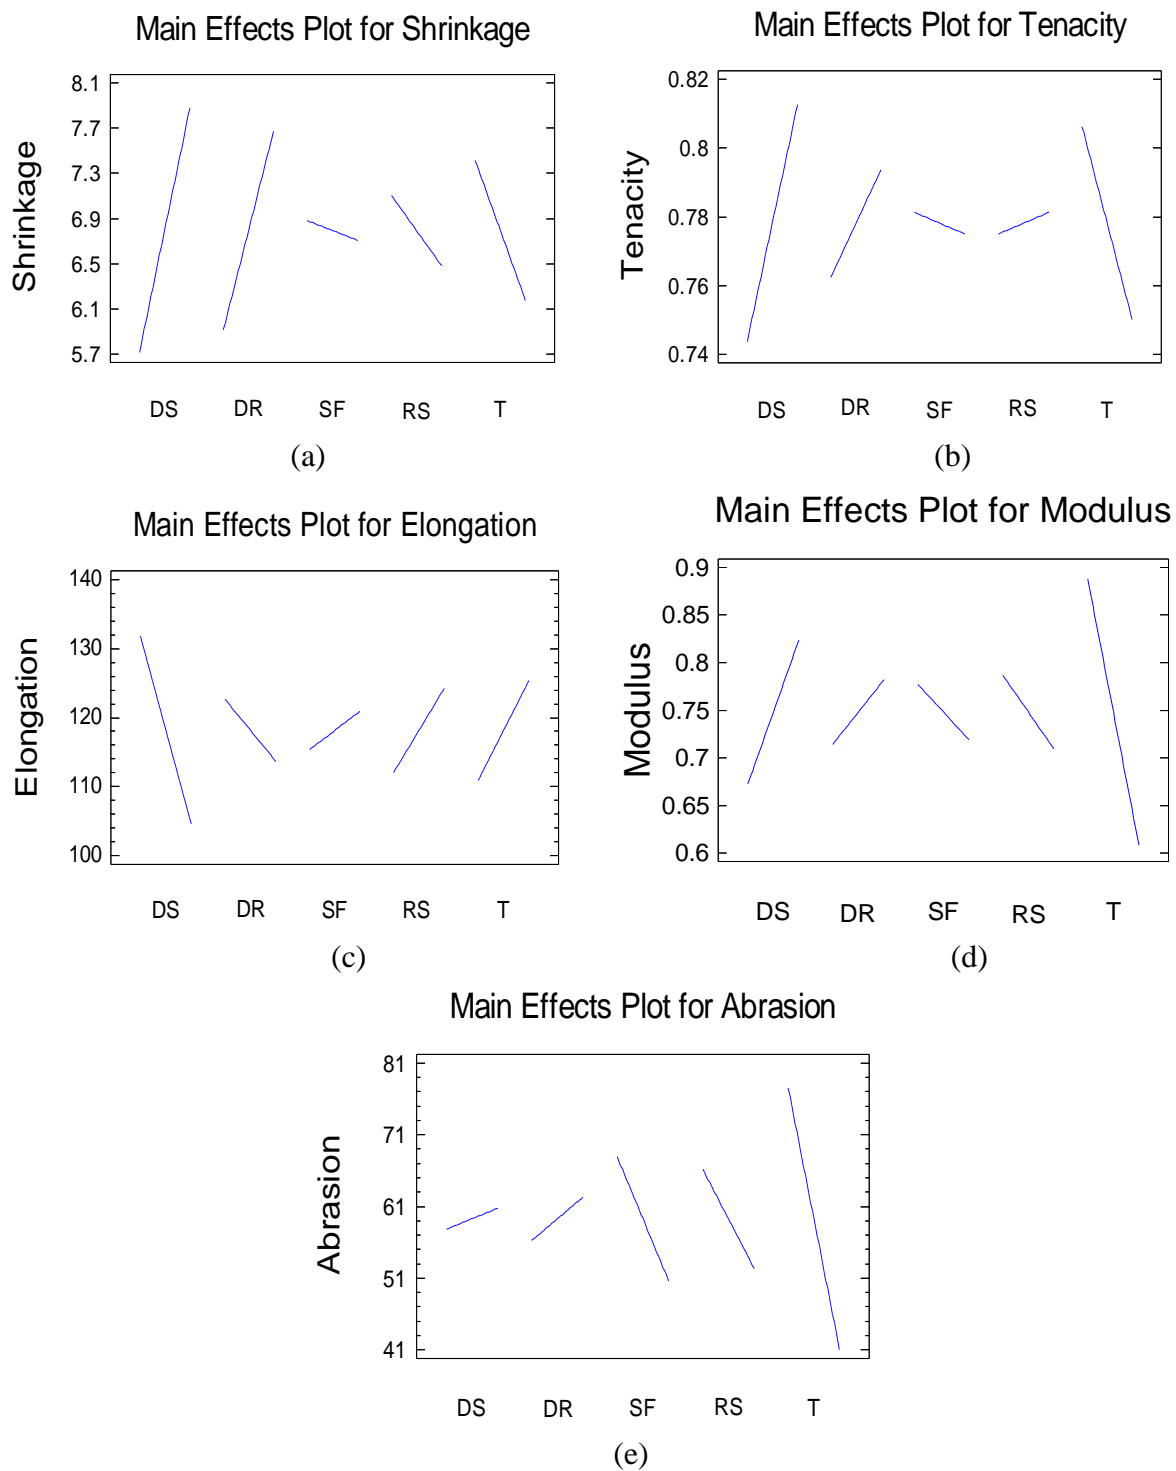 Main Effects Plot for Shrinkage
Shrinkage
8.1
7.7
7.3
6.9
6.5
6.1
5.7
DS DR SF RS T
(a)
Main Effects Plot for Tenacity
Tenacity
0.82
0.8
0.78
0.76
0.74
DS DR SF RS T
(b)
Main Effects Plot for Elongation
Elongation
140
130
120
110
100
DS DR SF RS T
(c)
Main Effects Plot for Modulus
Modulus
0.9
0.85
0.8
0.75
0.7
0.65
0.6
DS DR SF RS T
(d)
Main Effects Plot for Abrasion
Abrasion
81
71
61
51
41
DS DR SF RS T
(e)